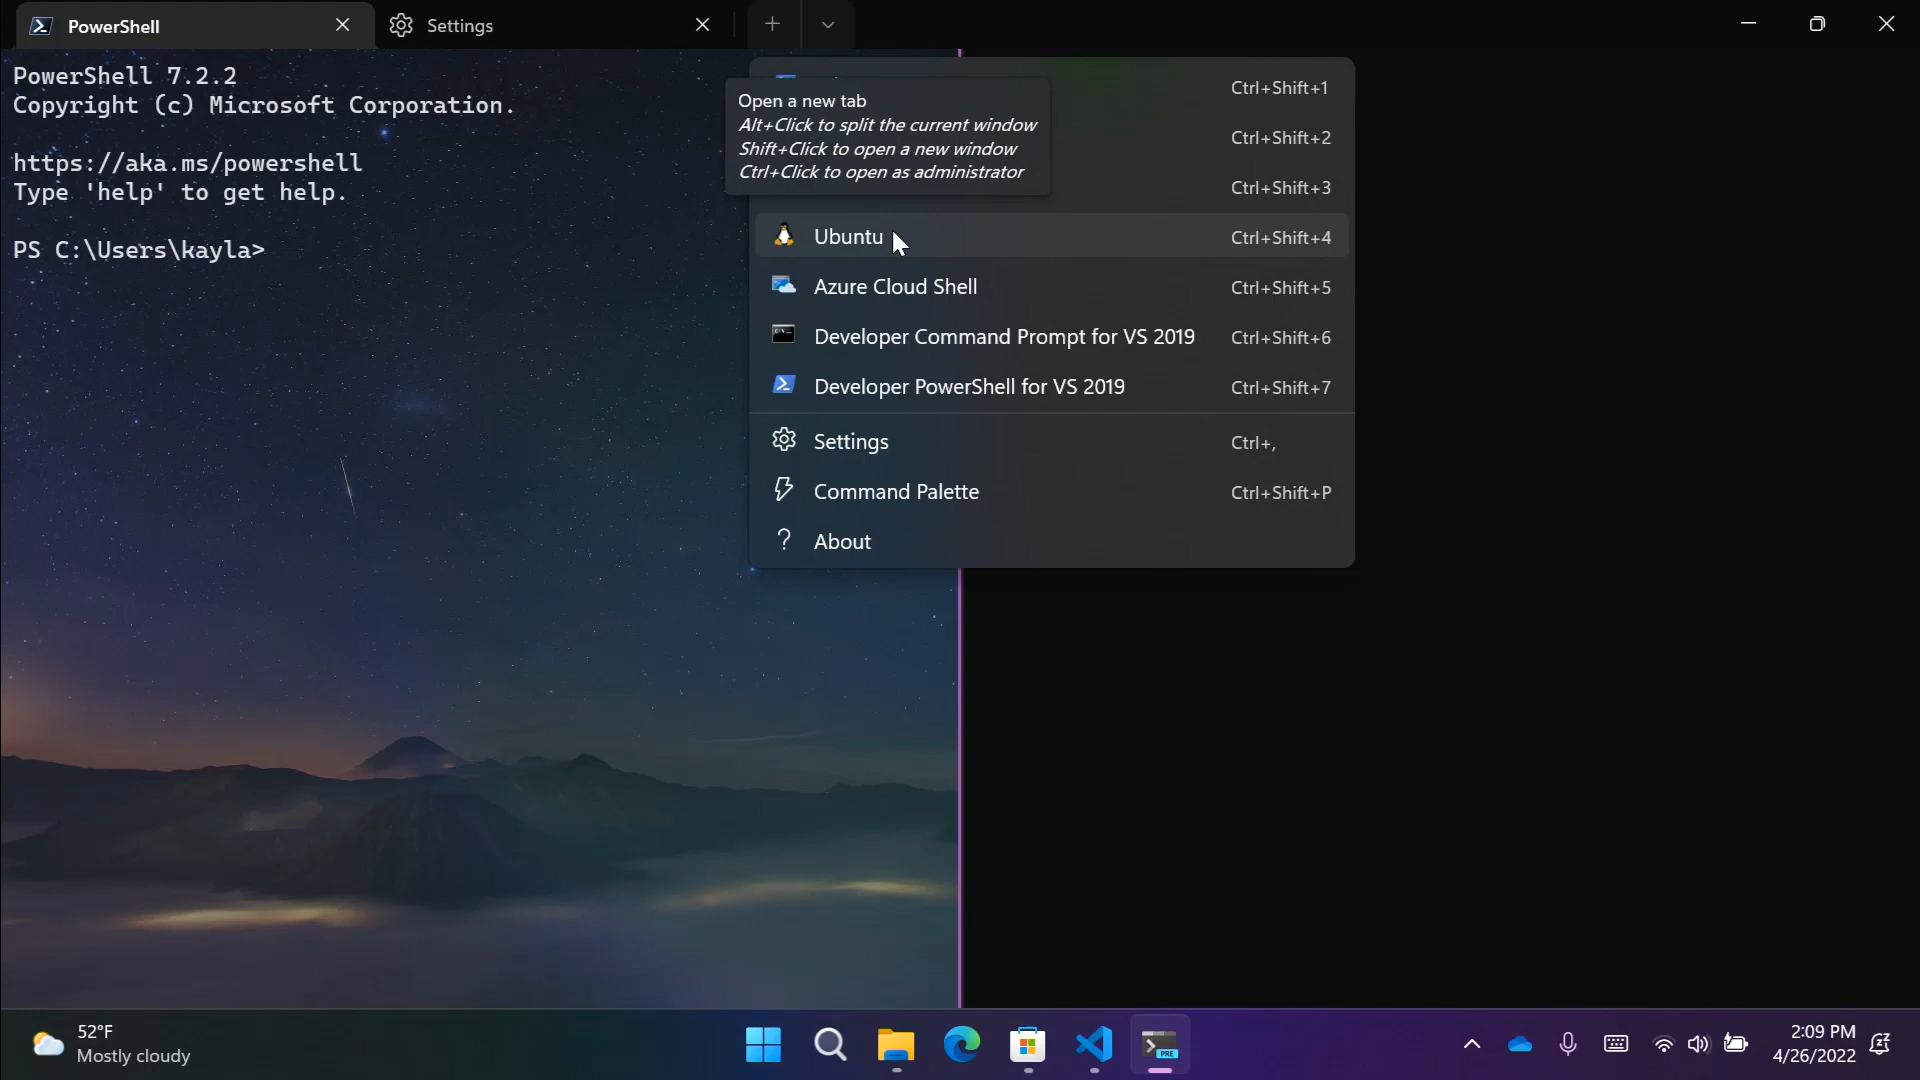 PowerShell
Settings
PowerShell 7.2.2
Copyright (c) Microsoft Corporation.
https://aka.ms/powershell
Type 'help' to get help.
PS C:\Users\kayla>
Ctrl+Shift+1
Open a new tab
Alt+Click to split the current window
Shift+Click to open a new window
Ctrl+Click to open as administrator
Ctrl+Shift+2
Ctrl+Shift+3
Ubuntu Ctrl+Shift+4
Azure Cloud Shell Ctrl+Shift+5
Developer Command Prompt for VS 2019 Ctrl+Shift+6
Developer PowerShell for VS 2019 Ctrl+Shift+7
Settings Ctrl+,
Command Palette Ctrl+Shift+P
About
52°F
Mostly cloudy
PRE
2:09 PM
4/26/2022